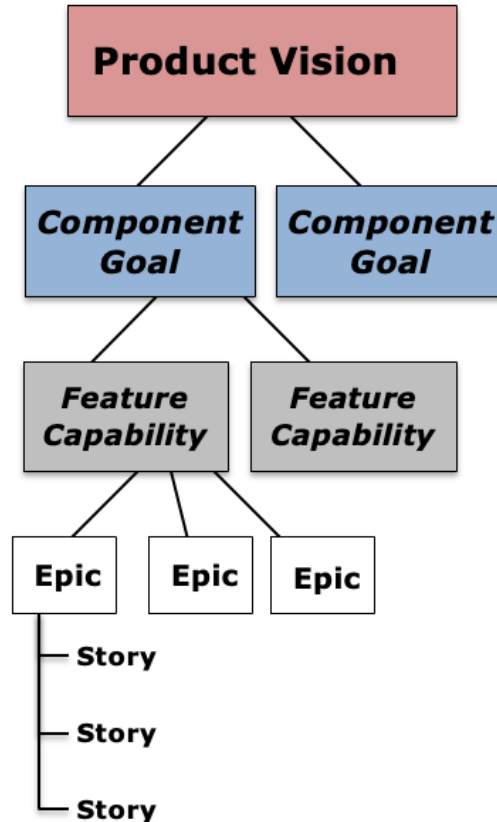 Product Vision
Component
Goal
Component
Goal
Feature
Capability
Feature
Capability
Epic
Epic
Epic
Story
Story
Story